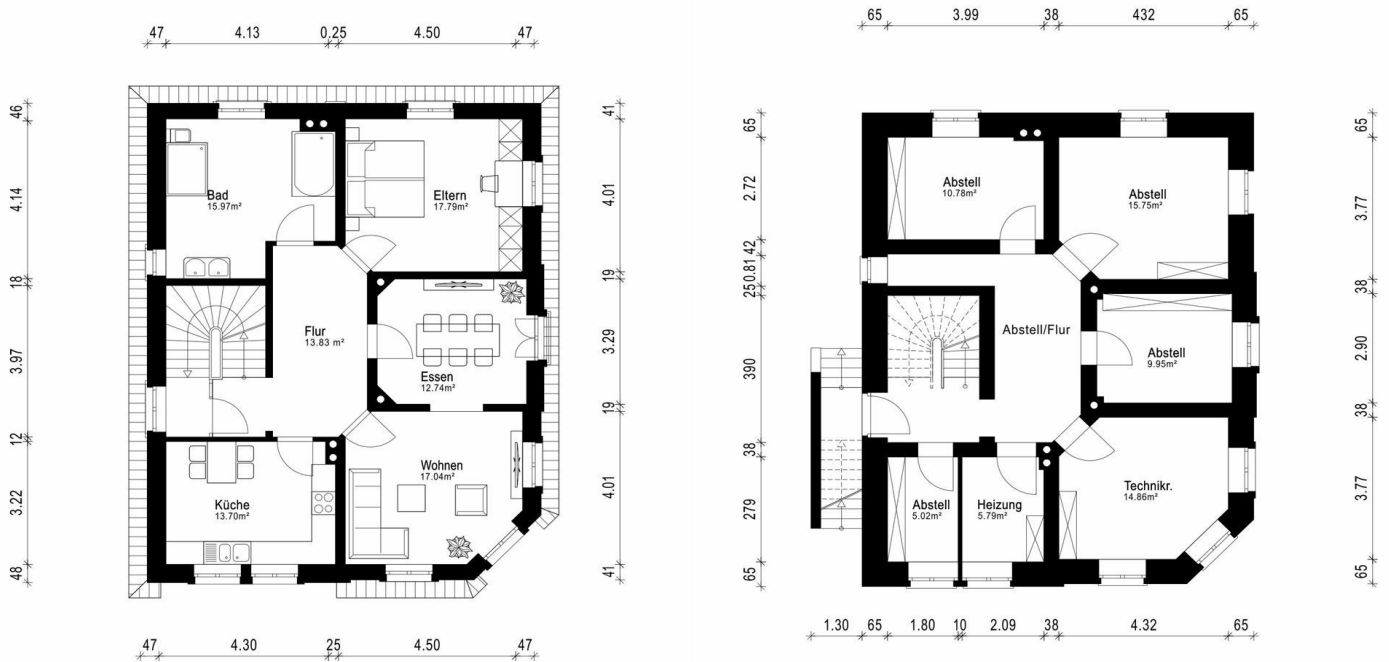 47 4.13 0.25 4.50 47
46
4.14
18
3.97
12
3.22
48
Bad
15.97m²
Eltern
17.79m²
Flur
13.83 m²
Essen
12.74m²
Wohnen
17.04m²
Küche
13.70m²
41
4.01
19
3.29
19
4.01
41
47 4.30 25 4.50 47
65 3.99 38 432 65
65
2.72
42
0.81
25
390
38
279
65
Abstell
10.78m²
Abstell
15.75m²
Abstell/Flur
Abstell
9.95m²
Abstell
5.02m²
Heizung
5.79m²
Technikr.
14.86m²
65
3.77
38
2.90
38
3.77
65
1.30 65 1.80 10 2.09 38 4.32 65